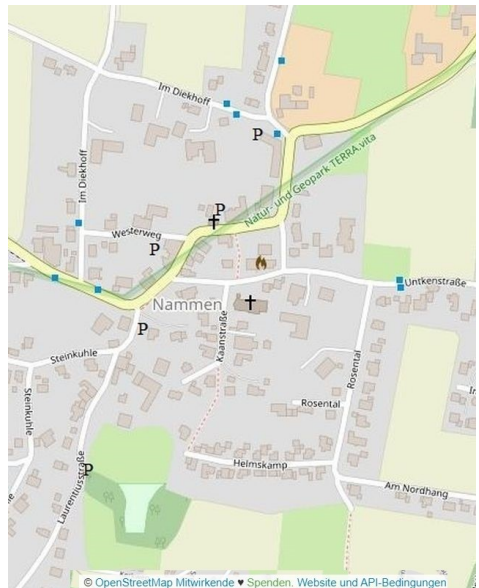 Im Diekhoff
P
Im Diekhoff
Natur- und Geopark TERRA.vita
P
Westerweg
P
Untkenstraße
Nammen
P
Kaanstraße
Steinkuhle
Rosental
Steinkuhle
Rosental
Helmskamp
P
Laurentiusstraße
Am Nordhang
© OpenStreetMap Mitwirkende ♥ Spenden. Website und API-Bedingungen